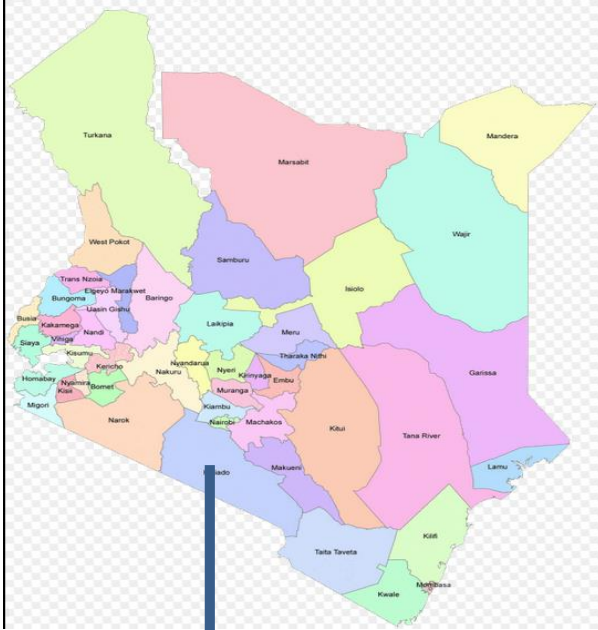 Turkana
Mandera
Marsabit
Wajir
West Pokot
Samburu
Isiolo
Trans Nzoia
Elgeyo Marakwet
Bungoma
Baringo
Uasin Gishu
Busia
Kakamega
Laikipia
Nandi
Meru
Siaya
Vihiga
Kisumu
Tharaka Nithi
Nyandarua
Kericho
Nyeri
Nakuru
Kirinyaga
Garissa
Homabay
Nyamira
Embu
Bomet
Muranga
Kisii
Migori
Kiambu
Narok
Nairobi
Machakos
Kitui
Tana River
Makueni
Lamu
Kilifi
Taita Taveta
Mombasa
Kwale